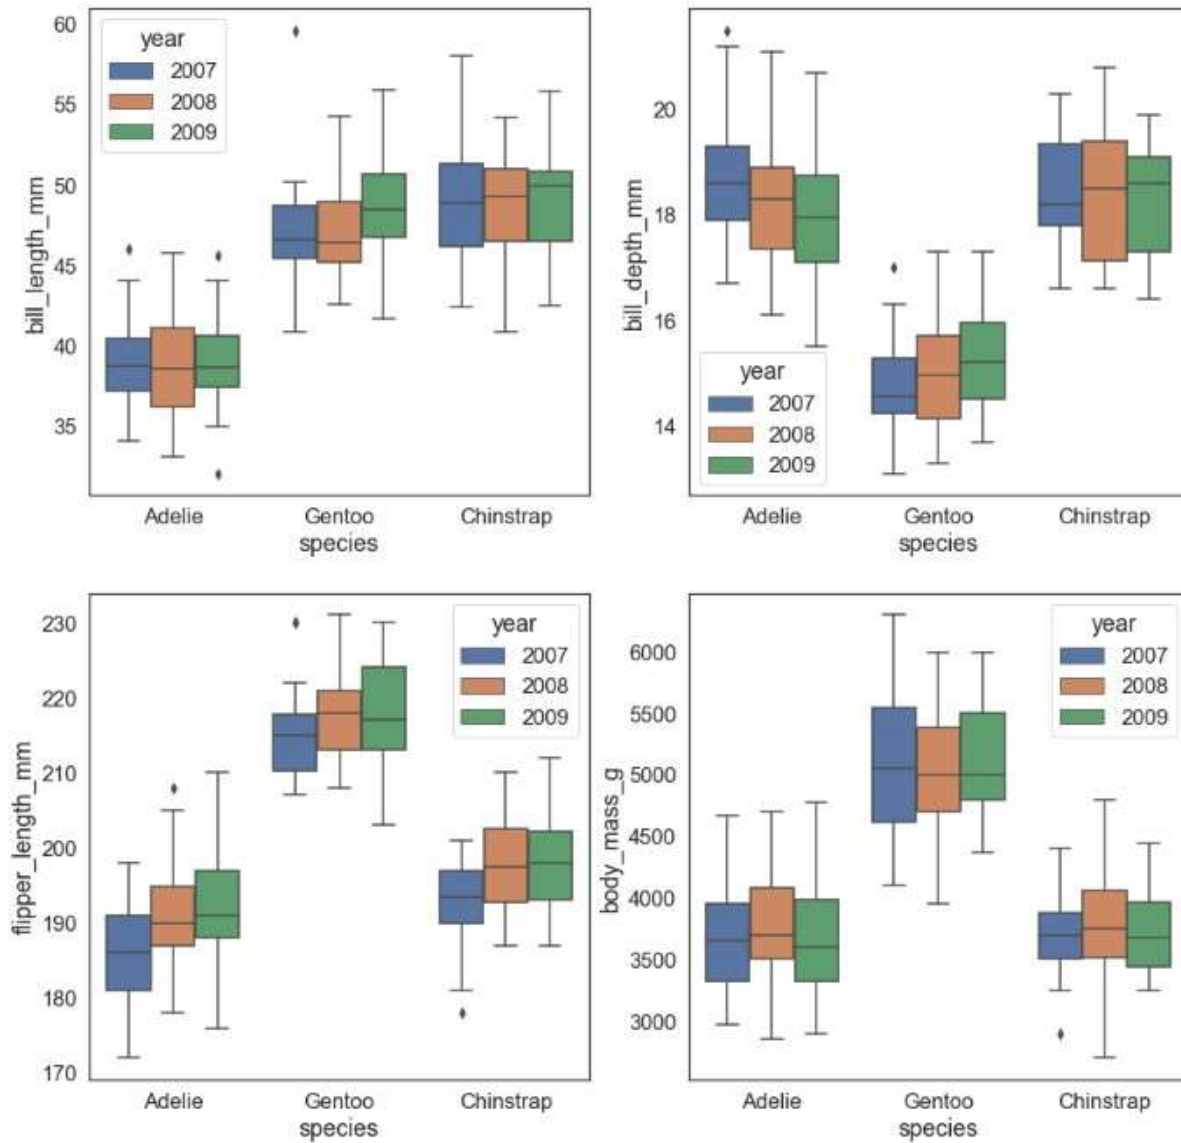 60
55
50
45
40
35
bill_length_mm
year
2007
2008
2009
Adelie Gentoo Chinstrap
species
20
18
16
14
bill_depth_mm
year
2007
2008
2009
Adelie Gentoo Chinstrap
species
230
220
210
200
190
180
170
flipper_length_mm
year
2007
2008
2009
Adelie Gentoo Chinstrap
species
6000
5500
5000
4500
4000
3500
3000
body_mass_g
year
2007
2008
2009
Adelie Gentoo Chinstrap
species